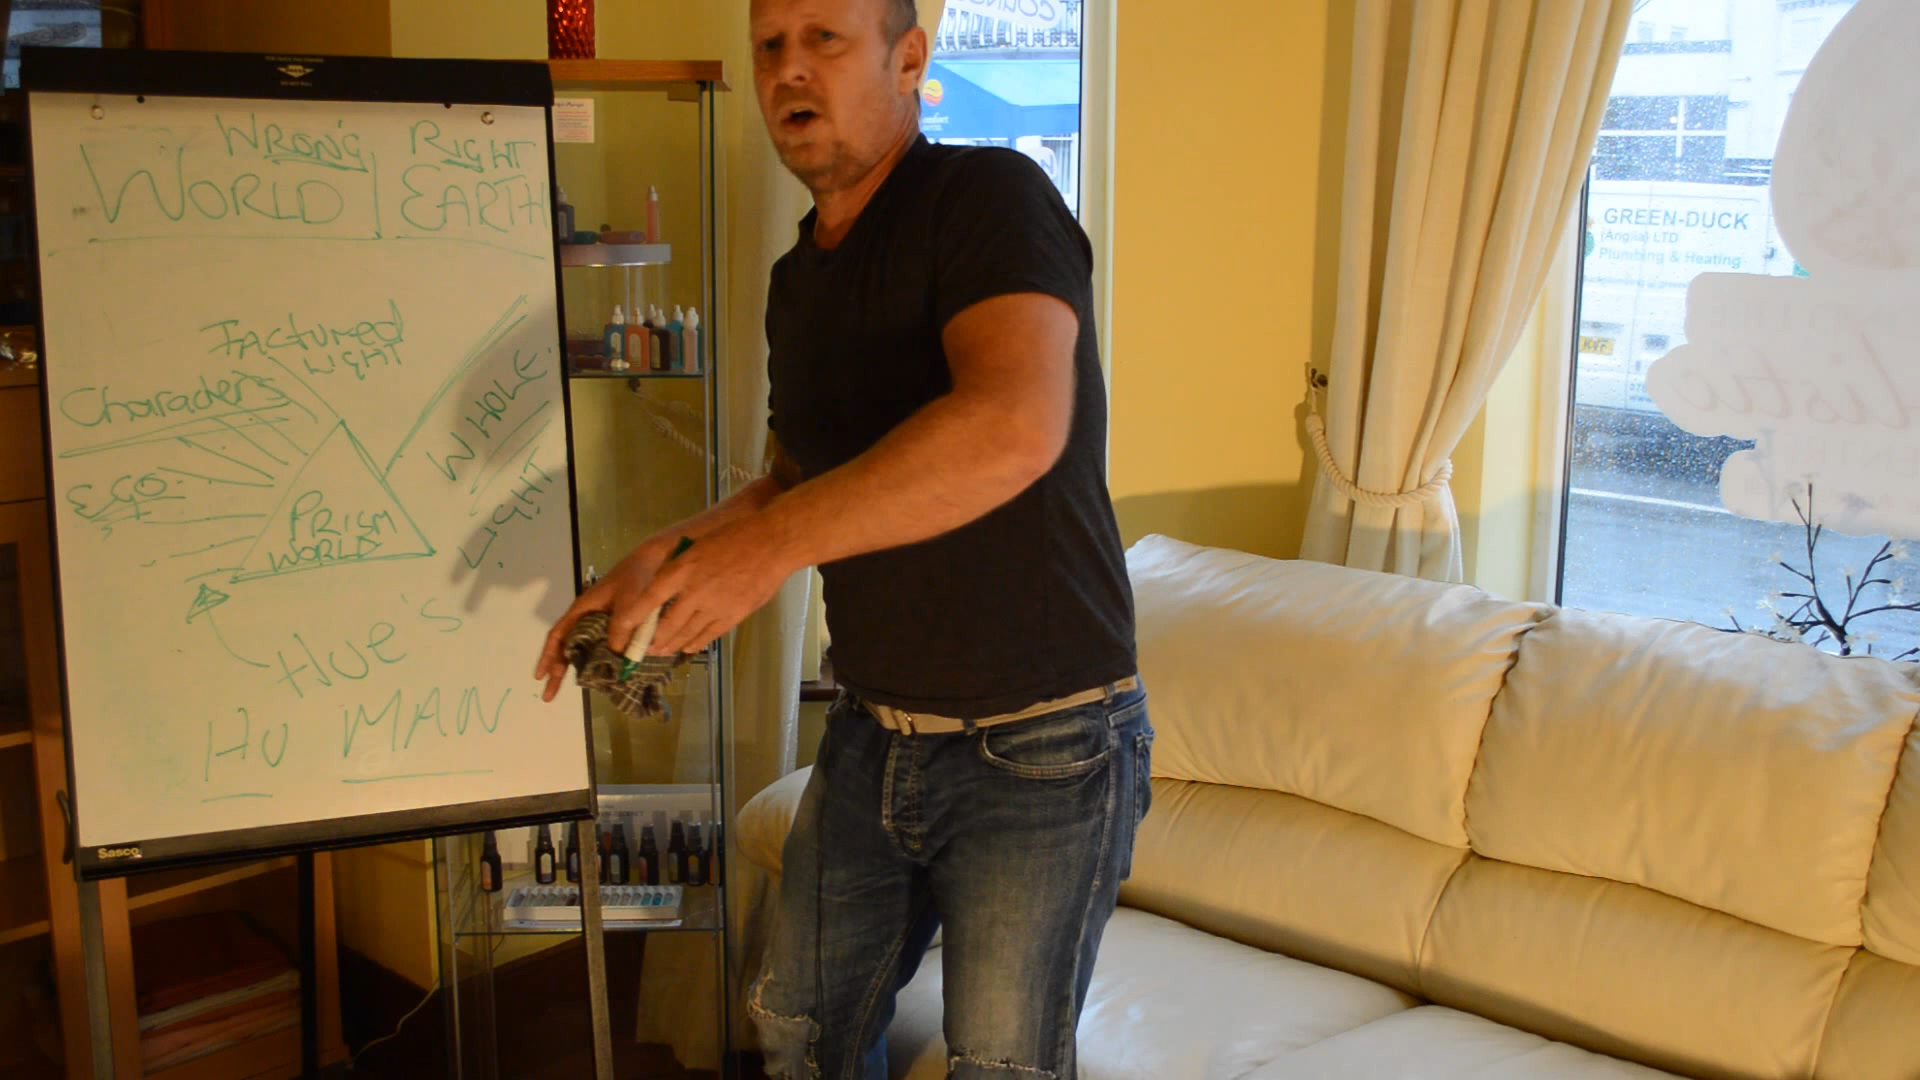 WRONG RIGHT
WORLD EARTH
FACTURED
LIGHT
Characters
EGO
WHOLE
LIGHT
PRISM
WORLD
HUE'S
HU MAN
Sasco
GREEN-DUCK
(Anglia) LTD
Plumbing & Heating